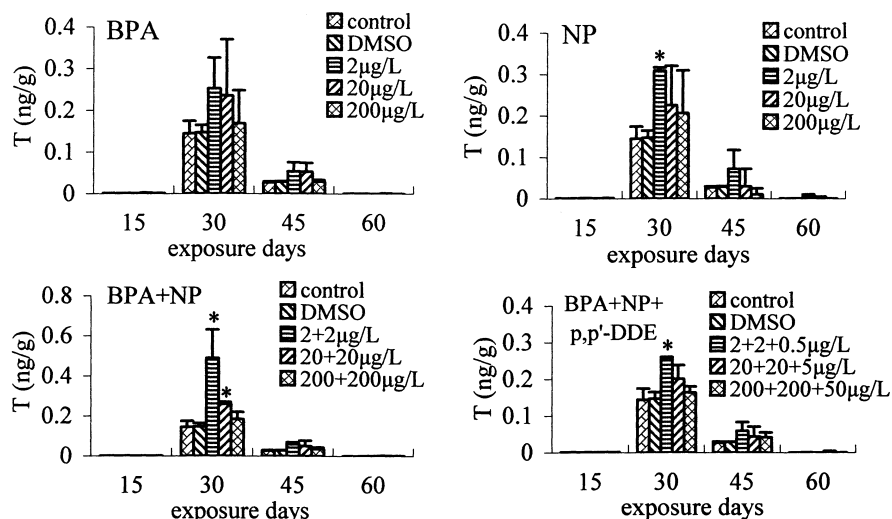 BPA
control
DMSO
2µg/L
20µg/L
200µg/L
T (ng/g)
0.4
0.3
0.2
0.1
0
15 30 45 60
exposure days
NP
control
DMSO
2µg/L
20µg/L
200µg/L
T (ng/g)
0.4
0.3
0.2
0.1
0
*
15 30 45 60
exposure days
BPA+NP
control
DMSO
2+2µg/L
20+20µg/L
200+200µg/L
T (ng/g)
0.8
0.6
0.4
0.2
0
*
*
15 30 45 60
exposure days
BPA+NP+
p,p'-DDE
control
DMSO
2+2+0.5µg/L
20+20+5µg/L
200+200+50µg/L
T (ng/g)
0.4
0.3
0.2
0.1
0
*
15 30 45 60
exposure days